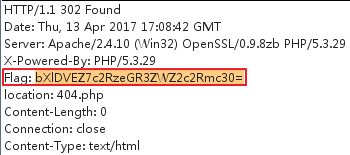 HTTP/1.1 302 Found
Date: Thu, 13 Apr 2017 17:08:42 GMT
Server: Apache/2.4.10 (Win32) OpenSSL/0.9.8zb PHP/5.3.29
X-Powered-By: PHP/5.3.29
Flag: bXlDVEZ7c2RzeGR3ZWZ2c2Rmc30=
location: 404.php
Content-Length: 0
Connection: close
Content-Type: text/html